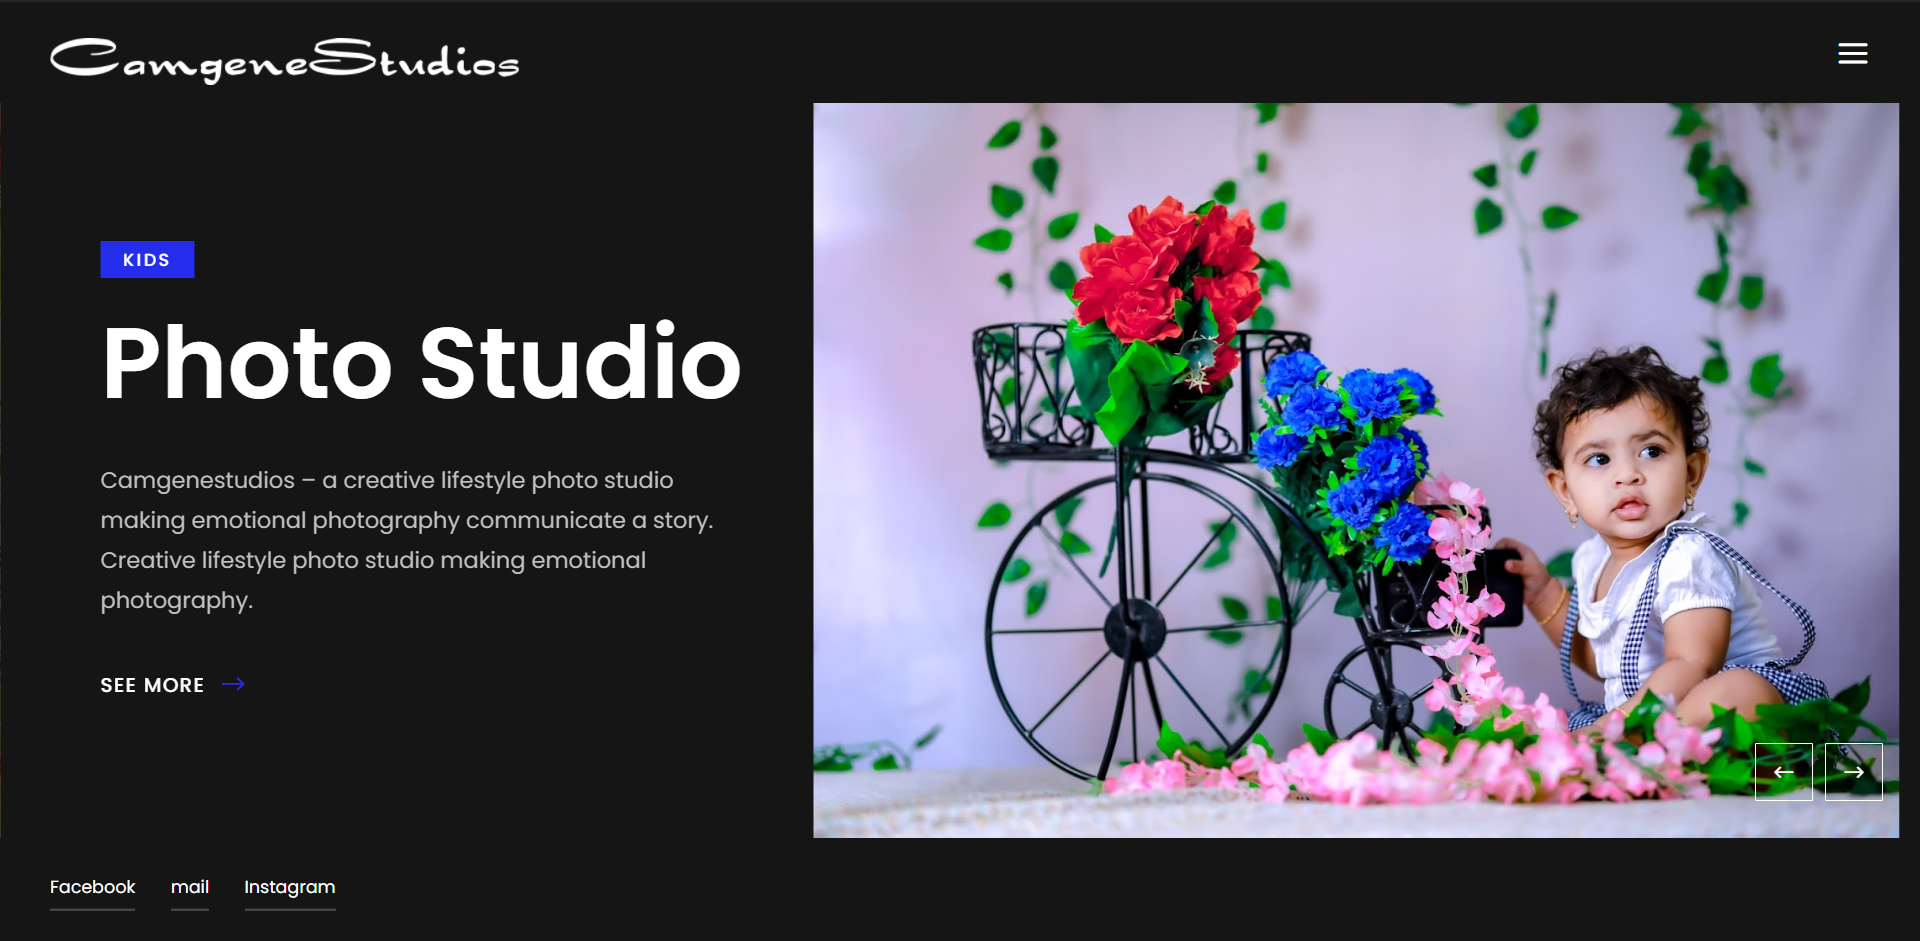 CamgeneStudios
KIDS
Photo Studio
Camgenestudios – a creative lifestyle photo studio
making emotional photography communicate a story.
Creative lifestyle photo studio making emotional
photography.
SEE MORE
Facebook mail Instagram